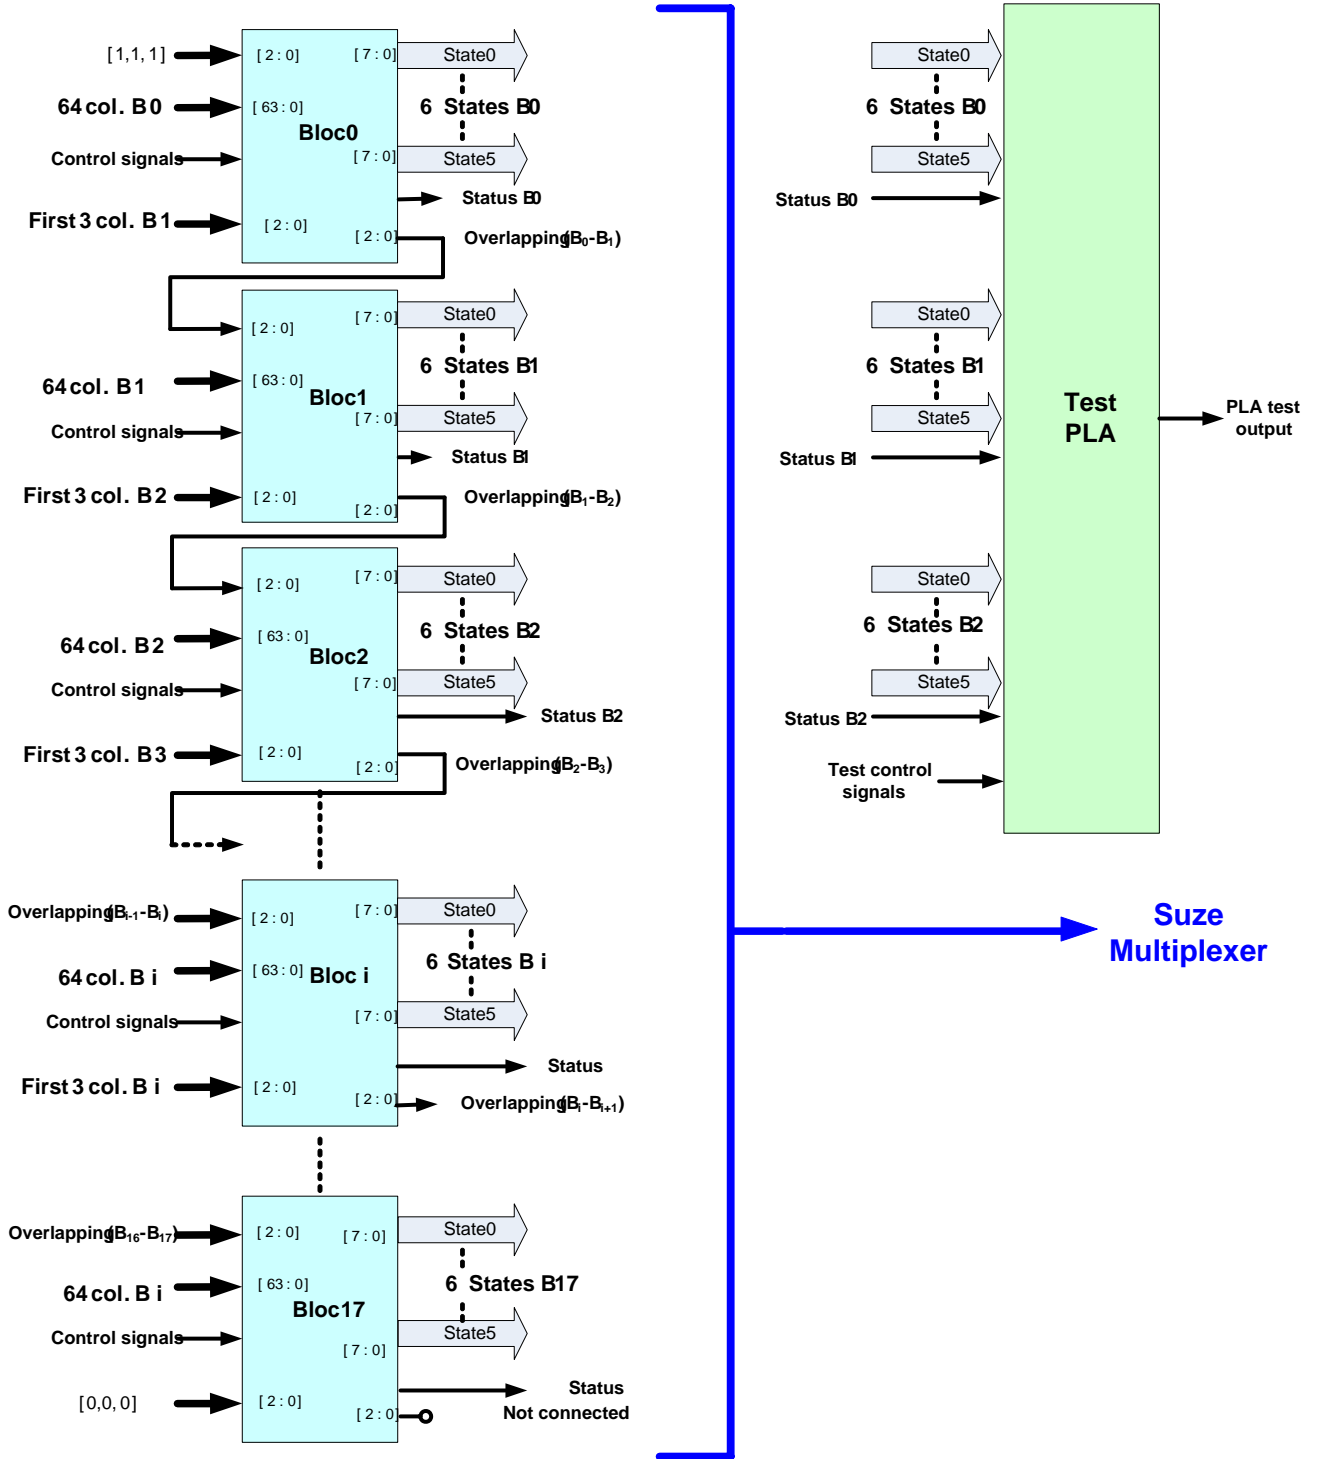 [1,1,1]
[2:0]
[7:0]
State0
64 col. B0
[63:0]
6 States B0
Bloc0
Control signals
[7:0]
State5
Status B0
First 3 col. B1
[2:0]
[2:0]
Overlapping(B0-B1)
[2:0]
[7:0]
State0
64 col. B1
[63:0]
6 States B1
Bloc1
Control signals
[7:0]
State5
Status B1
First 3 col. B2
[2:0]
[2:0]
Overlapping(B1-B2)
[2:0]
[7:0]
State0
64 col. B2
[63:0]
6 States B2
Bloc2
Control signals
[7:0]
State5
Status B2
First 3 col. B3
[2:0]
[2:0]
Overlapping(B2-B3)
Overlapping(Bi-1-Bi)
[2:0]
[7:0]
State0
64 col. B i
[63:0]
6 States B i
Bloc i
Control signals
[7:0]
State5
Status
First 3 col. B i
[2:0]
[2:0]
Overlapping(Bi-Bi+1)
Overlapping(B16-B17)
[2:0]
[7:0]
State0
64 col. B i
[63:0]
6 States B17
Bloc17
Control signals
[7:0]
State5
[0,0,0]
[2:0]
Status
[2:0]
Not connected
State0
6 States B0
State5
Status B0
State0
6 States B1
State5
Status B1
State0
6 States B2
State5
Status B2
Test control
signals
Test
PLA
PLA test
output
Suze
Multiplexer